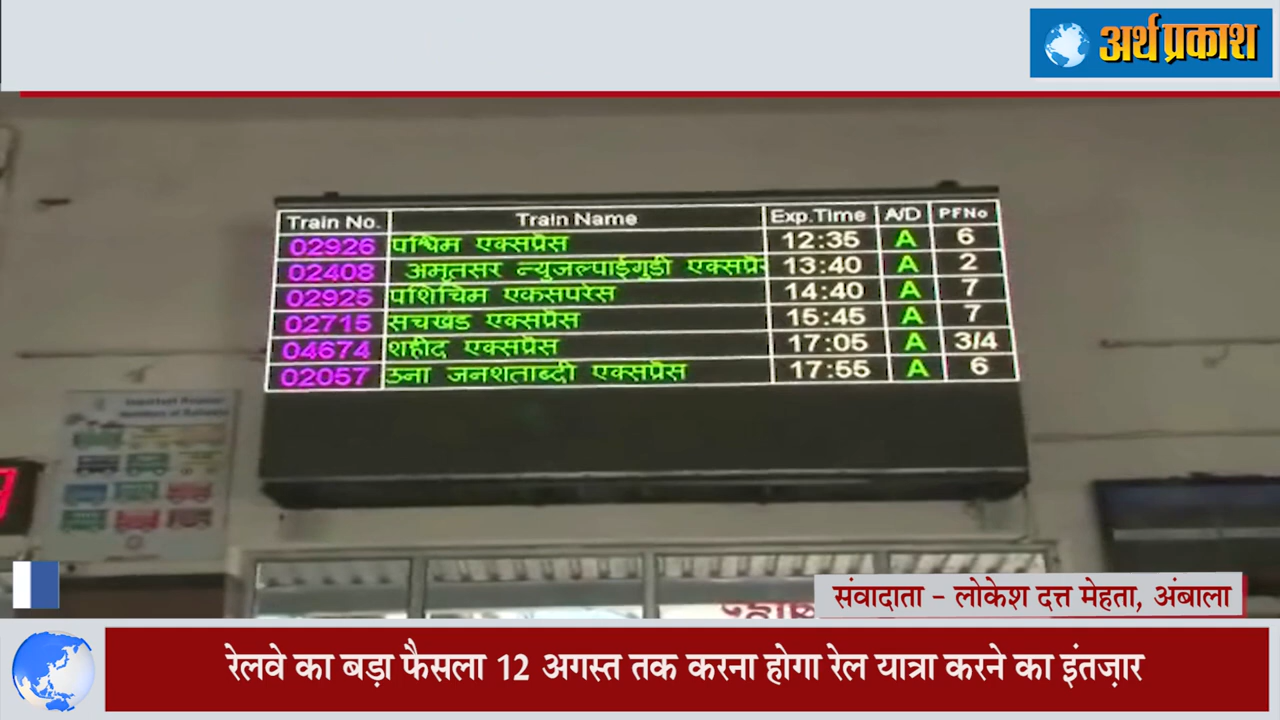 अर्थ प्रकाश
Train No. Train Name Exp.Time A/D PFNo
02926 पश्चिम एक्सप्रेस 12:35 A 6
02408 अमृतसर न्युजल्पाईगुडी एक्सप्रे 13:40 A 2
02925 पशिचिम एकसपरेस 14:40 A 7
02715 सचखंड एक्सप्रेस 15:45 A 7
04674 शहीद एक्सप्रेस 17:05 A 3/4
02057 ऊना जनशताब्दी एक्सप्रेस 17:55 A 6
संवादाता - लोकेश दत्त मेहता, अंबाला
रेलवे का बड़ा फैसला 12 अगस्त तक करना होगा रेल यात्रा करने का इंतज़ार